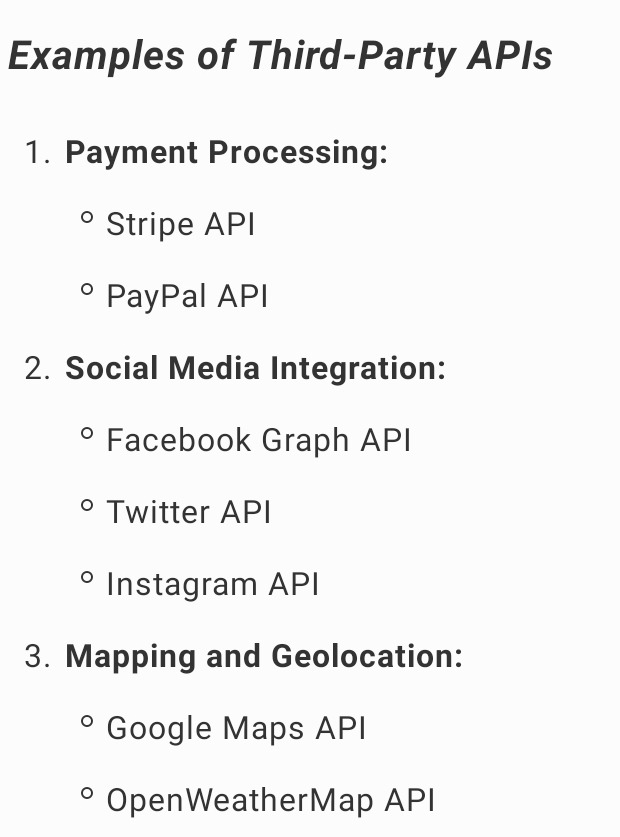 Examples of Third-Party APIs
1. Payment Processing:
○ Stripe API
○ PayPal API
2. Social Media Integration:
○ Facebook Graph API
○ Twitter API
○ Instagram API
3. Mapping and Geolocation:
○ Google Maps API
○ OpenWeatherMap API